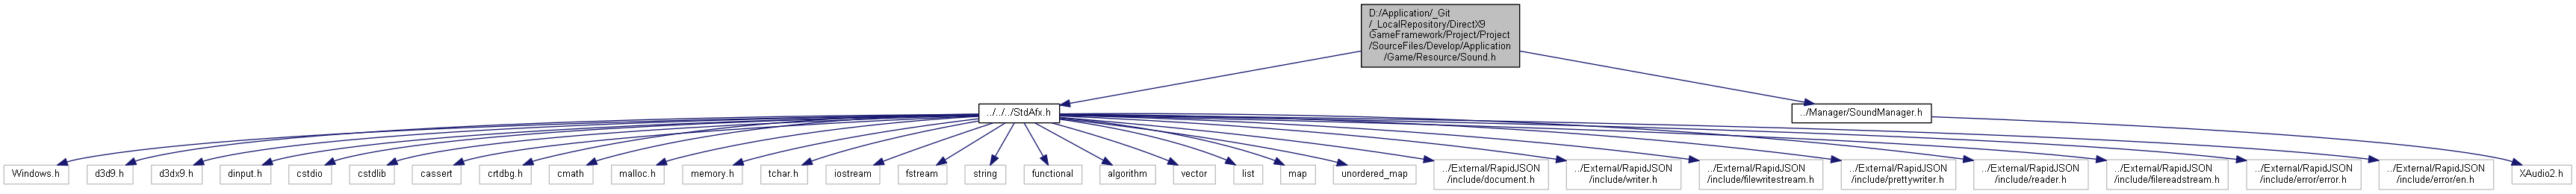 D:/Application/_Git
/_LocalRepository/DirectX9
GameFramework/Project/Project
/SourceFiles/Develop/Application
/Game/Resource/Sound.h
../../../StdAfx.h
../Manager/SoundManager.h
Windows.h
d3d9.h
d3dx9.h
dinput.h
cstdio
cstdlib
cassert
crtdbg.h
cmath
malloc.h
memory.h
tchar.h
iostream
fstream
string
functional
algorithm
vector
list
map
unordered_map
../External/RapidJSON
/include/document.h
../External/RapidJSON
/include/writer.h
../External/RapidJSON
/include/filewritestream.h
../External/RapidJSON
/include/prettywriter.h
../External/RapidJSON
/include/reader.h
../External/RapidJSON
/include/filereadstream.h
../External/RapidJSON
/include/error/error.h
../External/RapidJSON
/include/error/en.h
XAudio2.h